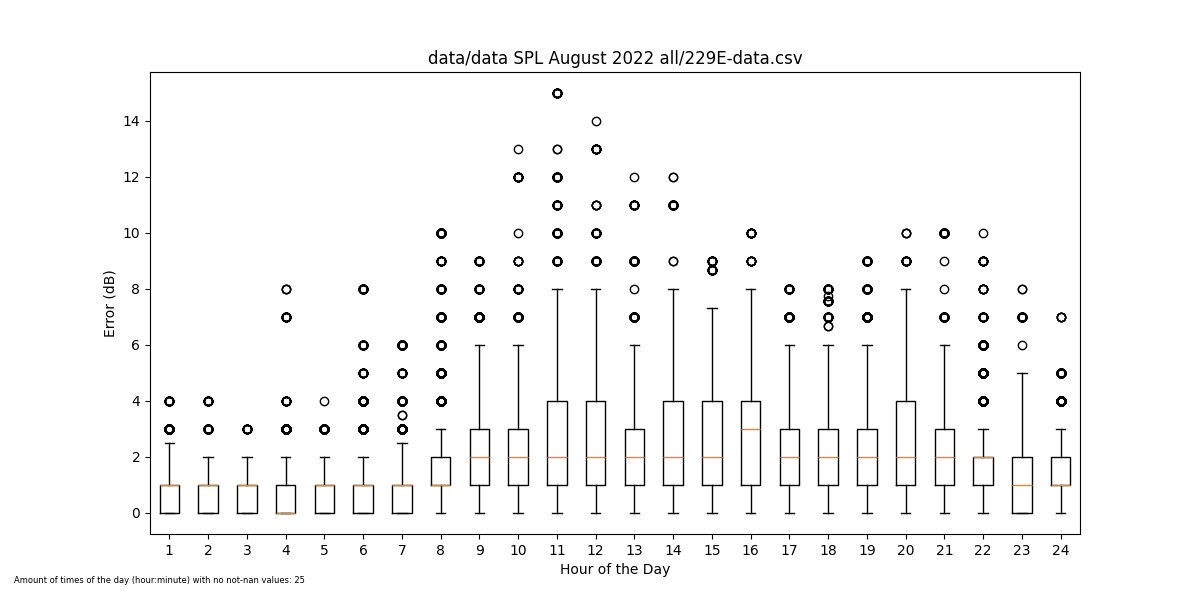 data/data SPL August 2022 all/229E-data.csv
14
12
10
8
6
4
2
0
Error (dB)
1 2 3 4 5 6 7 8 9 10 11 12 13 14 15 16 17 18 19 20 21 22 23 24
Hour of the Day
Amount of times of the day (hour:minute) with no not-nan values: 25